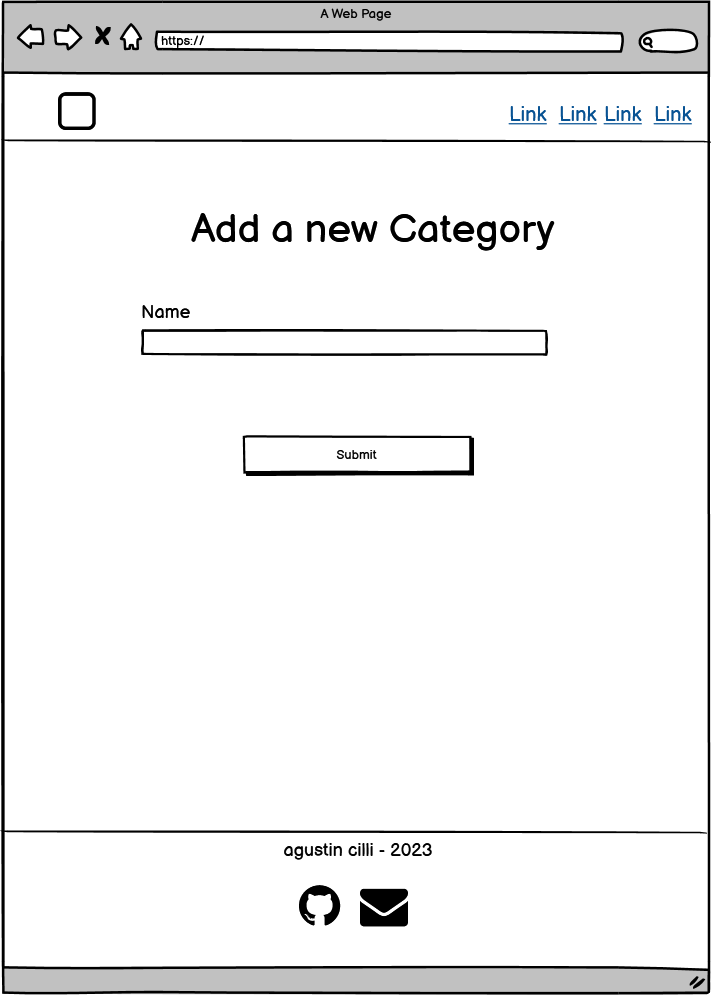 A Web Page
https://
Link Link Link Link
Add a new Category
Name
Submit
agustin cilli - 2023